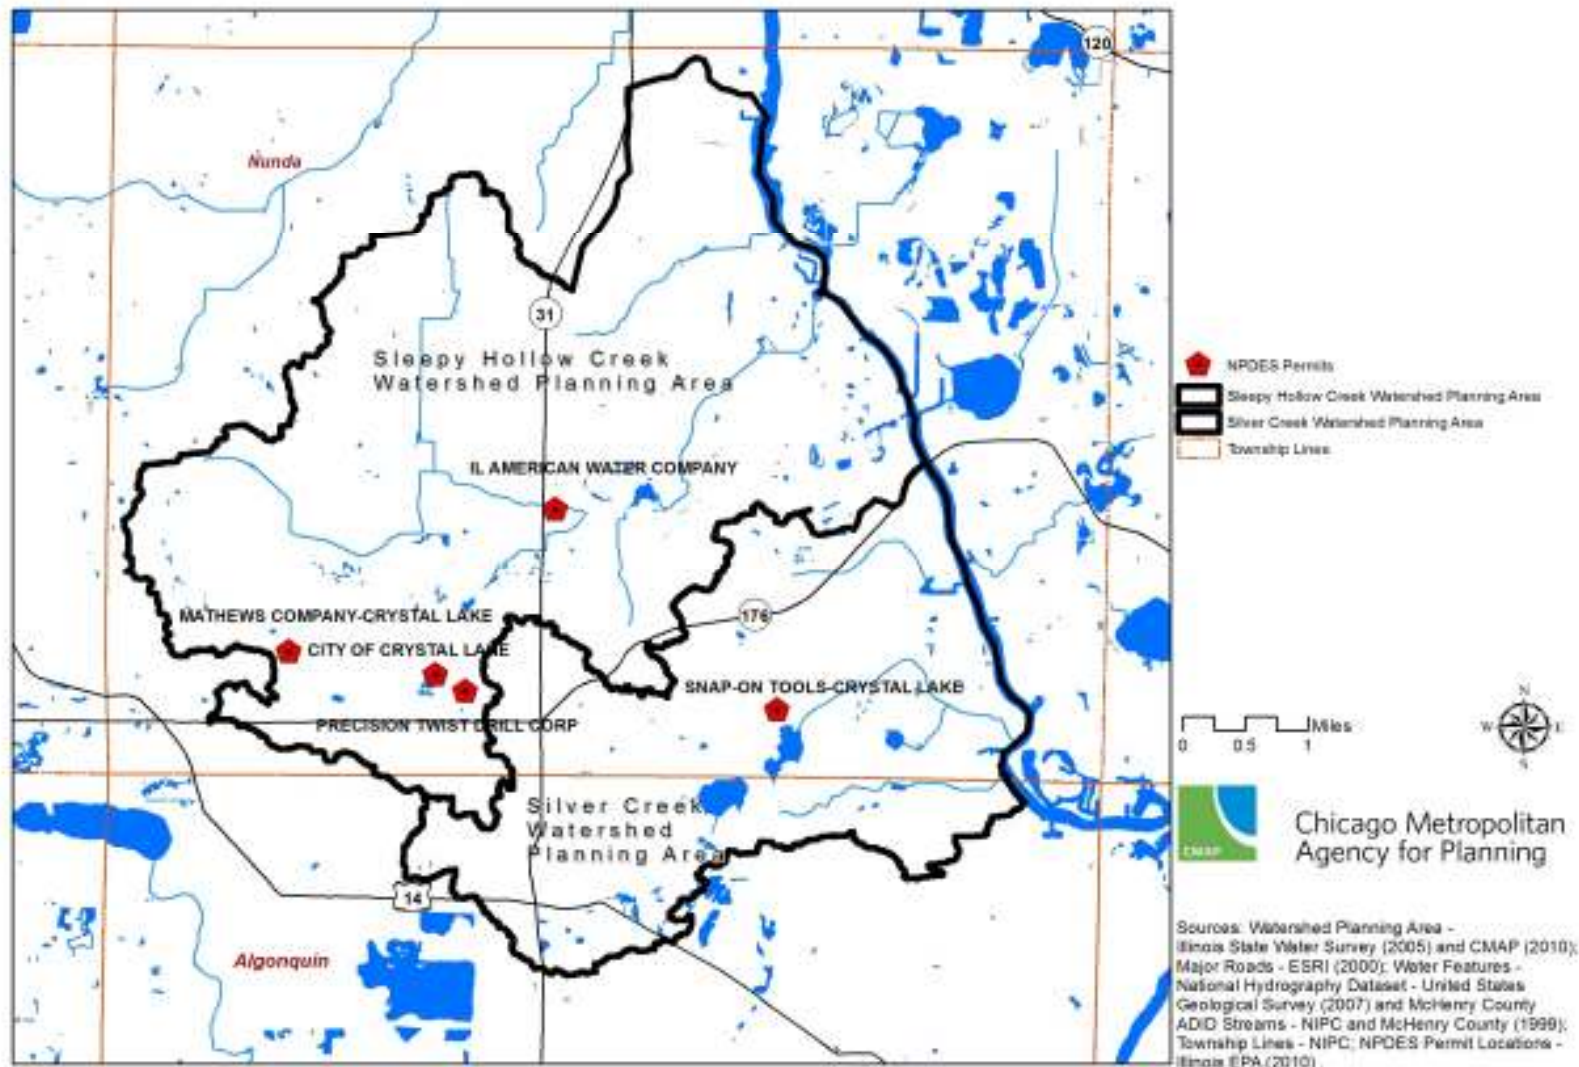 120
Nunda
31
Sleepy Hollow Creek
Watershed Planning Area
IL AMERICAN WATER COMPANY
176
MATHEWS COMPANY-CRYSTAL LAKE
CITY OF CRYSTAL LAKE
SNAP-ON TOOLS-CRYSTAL LAKE
PRECISION TWIST DRILL CORP
Silver Creek
Watershed
Planning Area
14
Algonquin
NPDES Permits
Sleepy Hollow Creek Watershed Planning Area
Silver Creek Watershed Planning Area
Township Lines
N
W E
S
Miles
0 0.5 1
CMAP
Chicago Metropolitan
Agency for Planning
Sources: Watershed Planning Area -
Illinois State Water Survey (2005) and CMAP (2010);
Major Roads - ESRI (2000); Water Features -
National Hydrography Dataset - United States
Geological Survey (2007) and McHenry County
ADID Streams - NIPC and McHenry County (1999);
Township Lines - NIPC; NPDES Permit Locations -
Illinois EPA (2010)